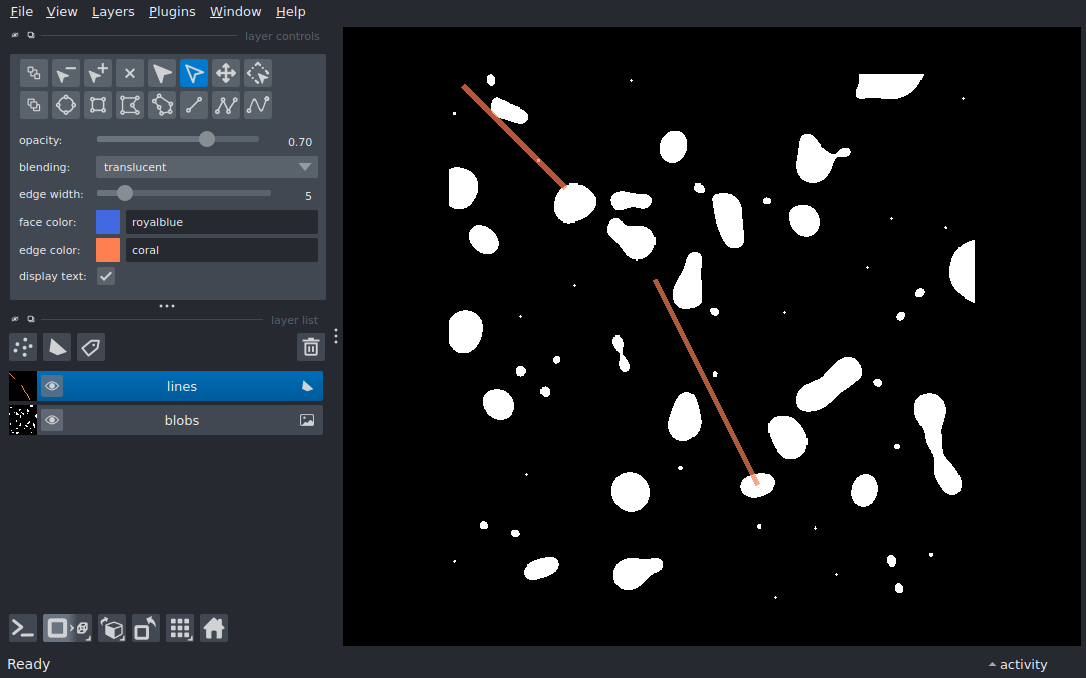 File View Layers Plugins Window Help
layer controls
opacity: 0.70
blending: translucent
edge width: 5
face color: royalblue
edge color: coral
display text:
layer list
lines
blobs
Ready activity